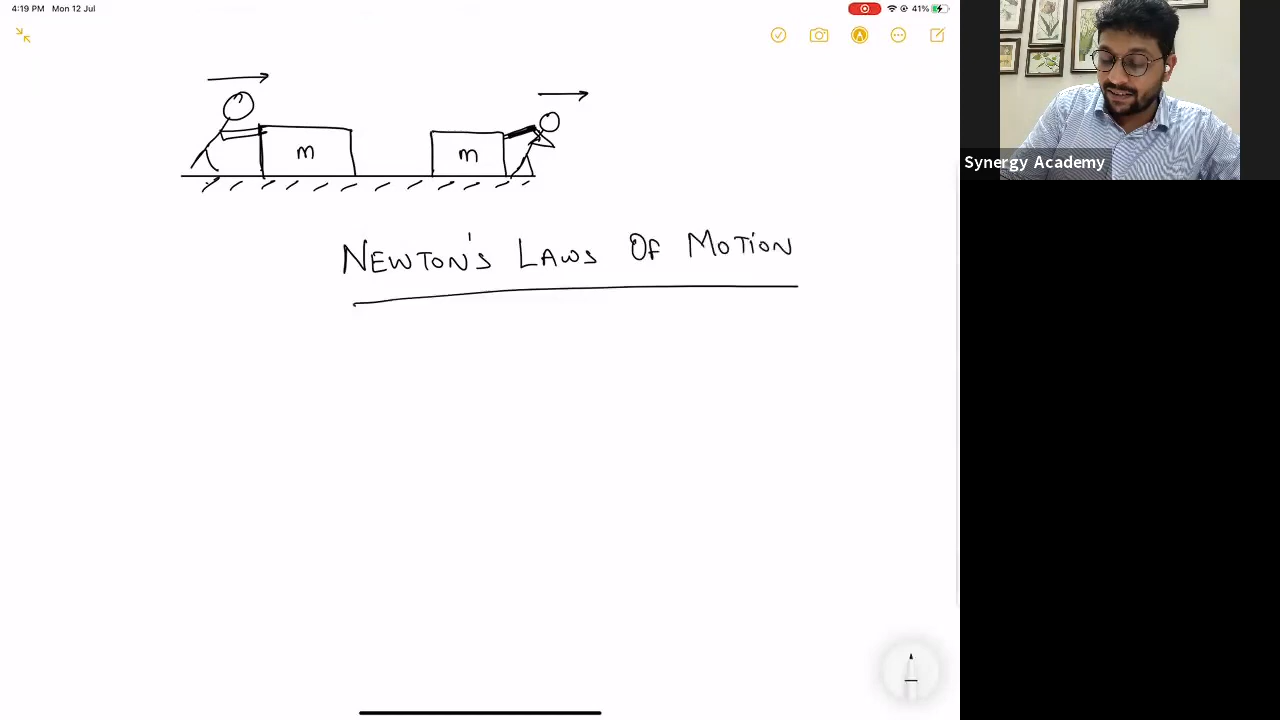 4:19 PM Mon 12 Jul
41%
m
m
NEWTON'S LAWS OF MOTION
Synergy Academy